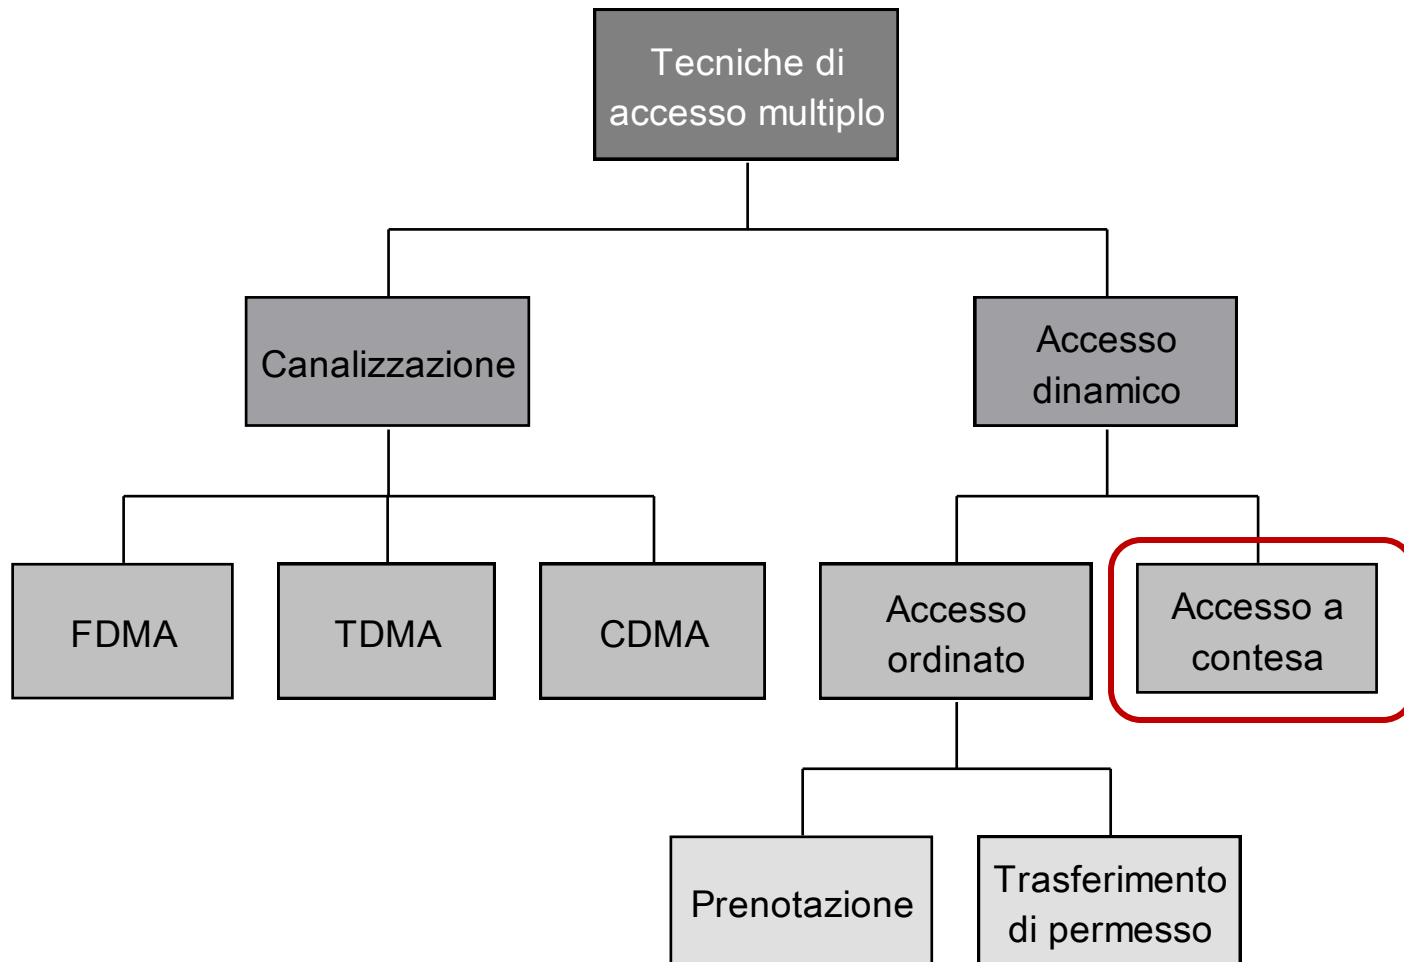 Tecniche di
accesso multiplo
Canalizzazione
Accesso
dinamico
FDMA
TDMA
CDMA
Accesso
ordinato
Accesso a
contesa
Prenotazione
Trasferimento
di permesso